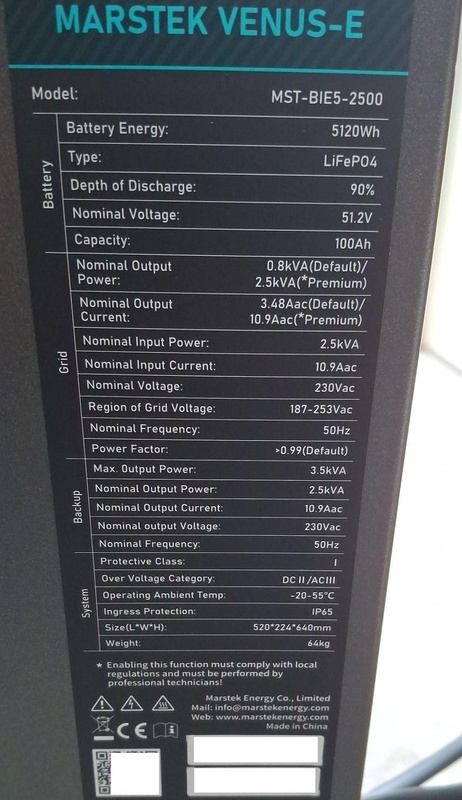 MARSTEK VENUS-E
Model: MST-BIE5-2500
Battery
Battery Energy: 5120Wh
Type: LiFePO4
Depth of Discharge: 90%
Nominal Voltage: 51.2V
Capacity: 100Ah
Grid
Nominal Output Power: 0.8kVA(Default)/
2.5kVA(*Premium)
Nominal Output Current: 3.48Aac(Default)/
10.9Aac(*Premium)
Nominal Input Power: 2.5kVA
Nominal Input Current: 10.9Aac
Nominal Voltage: 230Vac
Region of Grid Voltage: 187-253Vac
Nominal Frequency: 50Hz
Power Factor: >0.99(Default)
Backup
Max. Output Power: 3.5kVA
Nominal Output Power: 2.5kVA
Nominal Output Current: 10.9Aac
Nominal output Voltage: 230Vac
Nominal Frequency: 50Hz
System
Protective Class: I
Over Voltage Category: DC II/ACIII
Operating Ambient Temp: -20-55°C
Ingress Protection: IP65
Size(L*W*H): 520*224*640mm
Weight: 64kg
* Enabling this function must comply with local
regulations and must be performed by
professional technicians!
Marstek Energy Co., Limited
Mail: info@marstekenergy.com
Web: www.marstekenergy.com
Made in China
CE